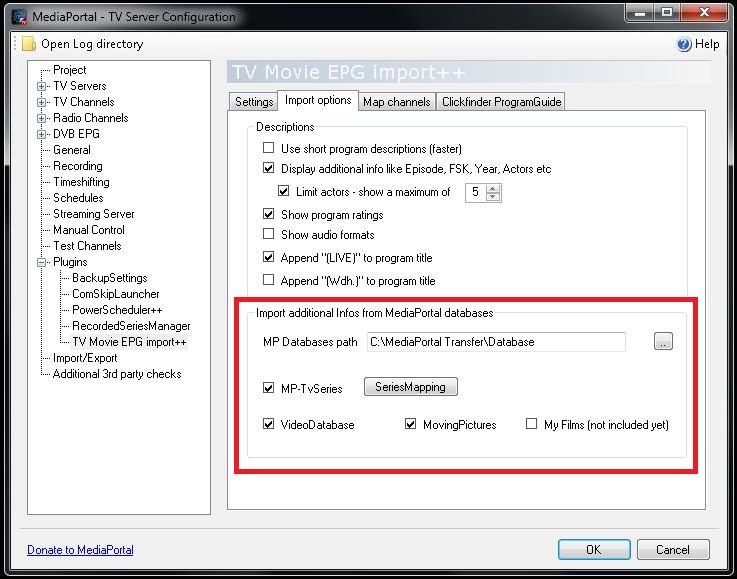 MediaPortal - TV Server Configuration
Open Log directory
Help
Project
TV Servers
TV Channels
Radio Channels
DVB EPG
General
Recording
Timeshifting
Schedules
Streaming Server
Manual Control
Test Channels
Plugins
BackupSettings
ComSkipLauncher
PowerScheduler++
RecordedSeriesManager
TV Movie EPG import++
Import/Export
Additional 3rd party checks
TV Movie EPG import++
Settings Import options Map channels Clickfinder ProgramGuide
Descriptions
Use short program descriptions (faster)
Display additional info like Episode, FSK, Year, Actors etc
Limit actors - show a maximum of 5
Show program ratings
Show audio formats
Append "(LIVE)" to program title
Append "(Wdh.)" to program title
Import additional Infos from MediaPortal databases
MP Databases path C:\MediaPortal Transfer\Database ..
MP-TvSeries SeriesMapping
VideoDatabase MovingPictures My Films (not included yet)
Donate to MediaPortal
OK Cancel